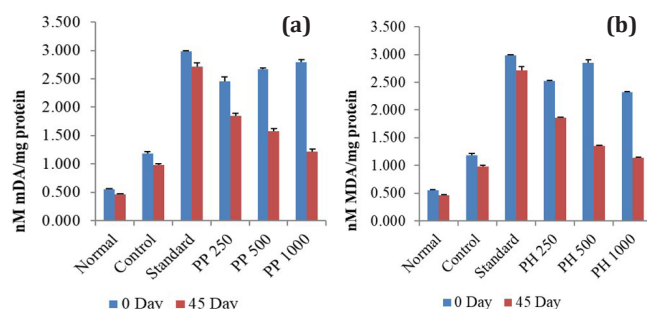 (a)
nM mDA/mg protein
3.500
3.000
2.500
2.000
1.500
1.000
0.500
0.000
Normal
Control
Standard
PP 250
PP 500
PP 1000
0 Day
45 Day
(b)
nM MDA/mg protein
3.500
3.000
2.500
2.000
1.500
1.000
0.500
0.000
Normal
Control
Standard
PH 250
PH 500
PH 1000
0 Day
45 Day